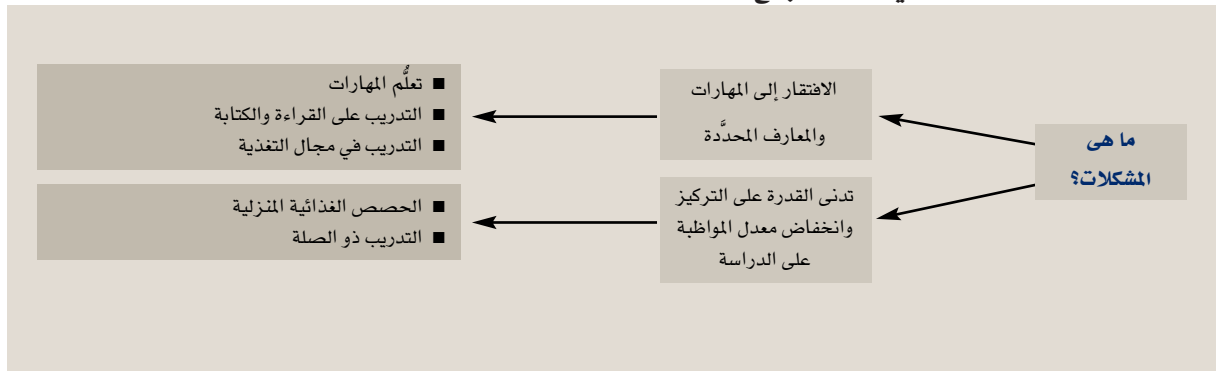 ما هى
المشكلات؟
الافتقار إلى المهارات
والمعارف المحدَّدة
■ تعلُّم المهارات
■ التدريب على القراءة والكتابة
■ التدريب في مجال التغذية
تدنى القدرة على التركيز
وانخفاض معدل المواظبة
على الدراسة
■ الحصص الغذائية المنزلية
■ التدريب ذو الصلة